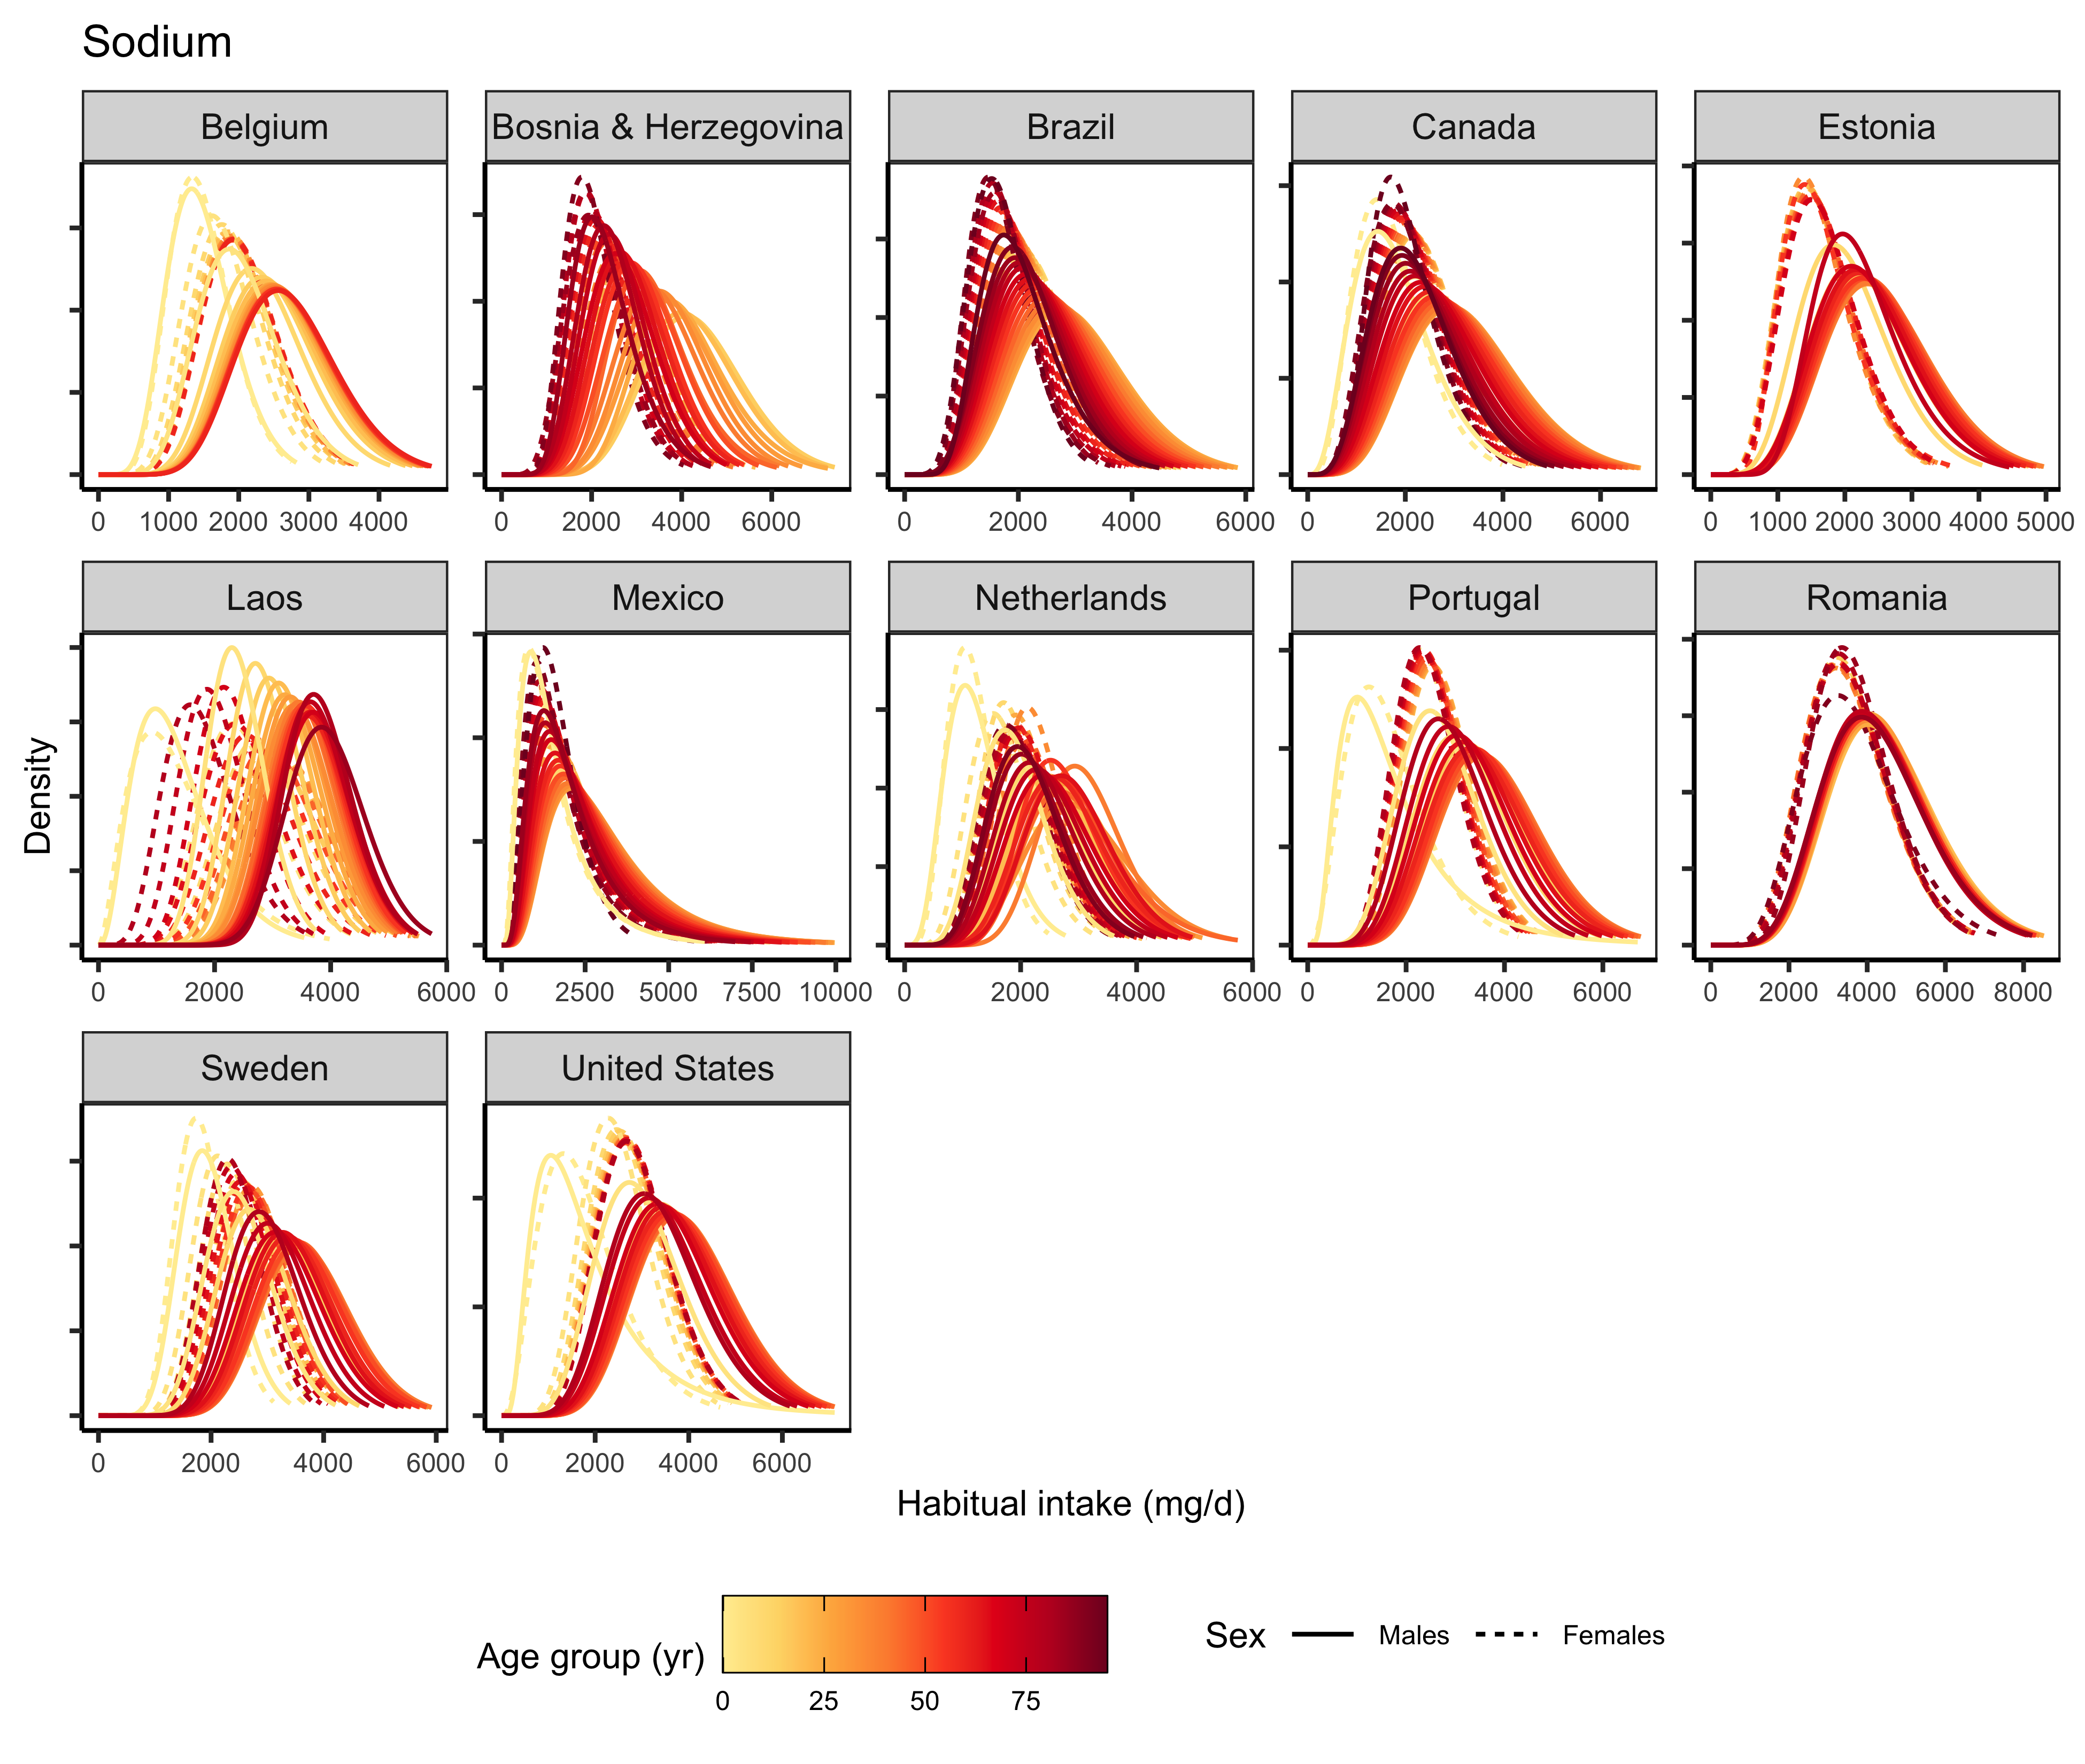 Sodium
Belgium
Bosnia & Herzegovina
Brazil
Canada
Estonia
0 1000 2000 3000 4000
0 2000 4000 6000
0 2000 4000 6000
0 2000 4000 6000
0 1000 2000 3000 4000 5000
Laos
Mexico
Netherlands
Portugal
Romania
Density
0 2000 4000 6000
0 2500 5000 7500 10000
0 2000 4000 6000
0 2000 4000 6000
0 2000 4000 6000 8000
Sweden
United States
0 2000 4000 6000
0 2000 4000 6000
Habitual intake (mg/d)
Age group (yr)
0 25 50 75
Sex
Males
Females